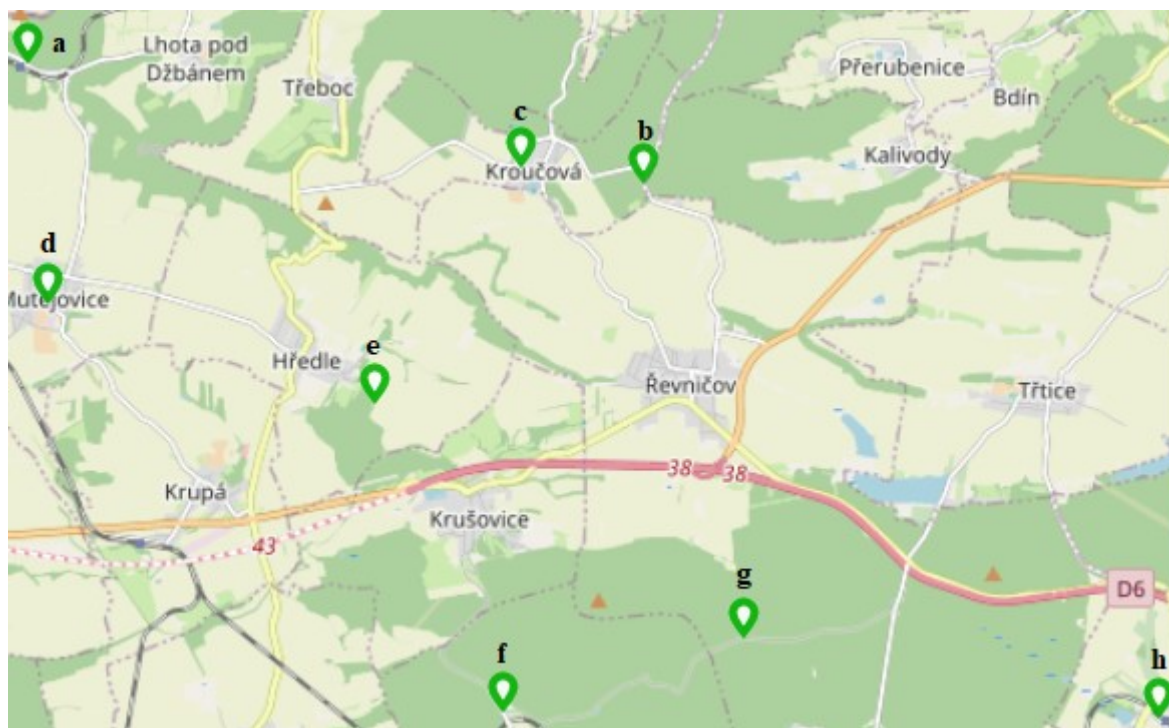 a
Lhota pod
Džbánem
Třeboc
Přerubenice
Bdín
c
b
Kroučová
Kalivody
d
Mutějovice
Hředle
e
Řevničov
Třtice
38
38
Krupá
Krušovice
43
g
D6
f
h